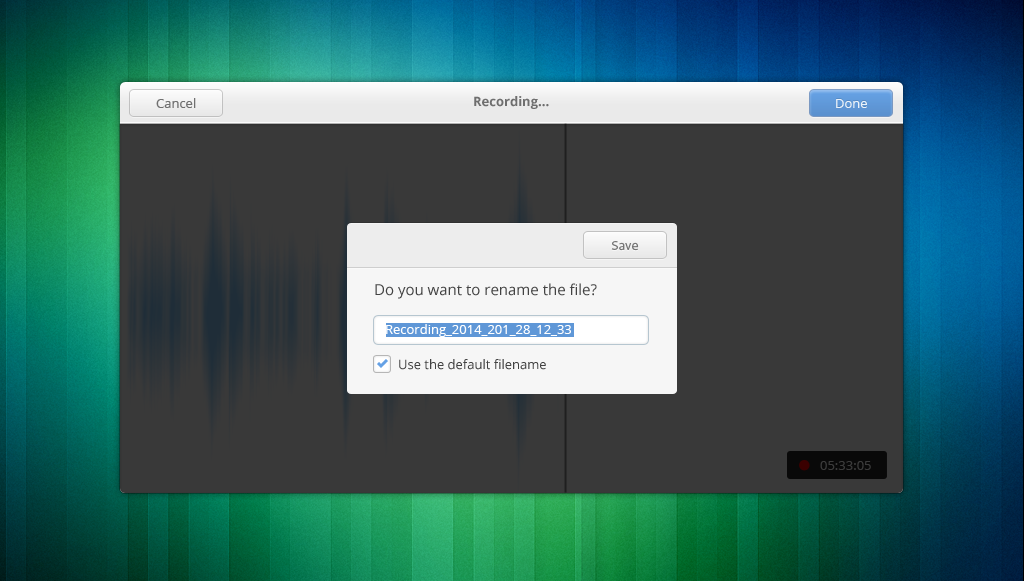 Cancel
Recording...
Done
Save
Do you want to rename the file?
Recording_2014_201_28_12_33
Use the default filename
05:33:05